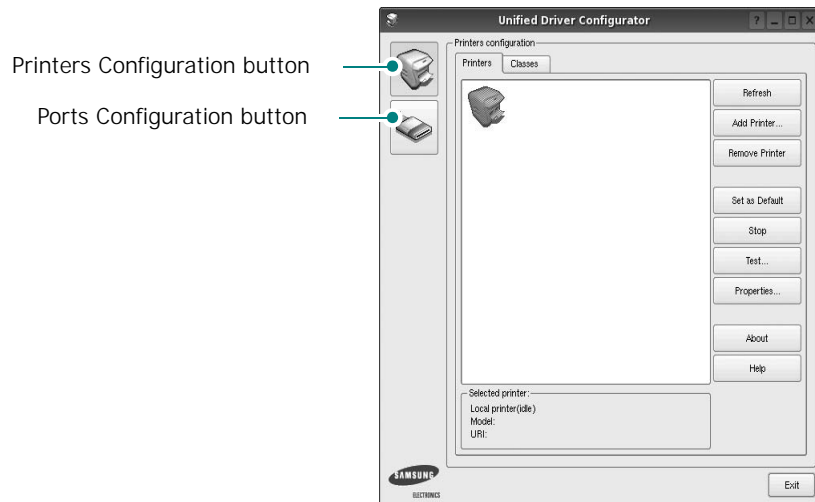 Unified Driver Configurator
Printers Configuration button
Ports Configuration button
Printers configuration
Printers
Classes
Refresh
Add Printer...
Remove Printer
Set as Default
Stop
Test...
Properties...
About
Help
Selected printer:
Local printer(idle)
Model:
URI:
SAMSUNG
ELECTRONICS
Exit